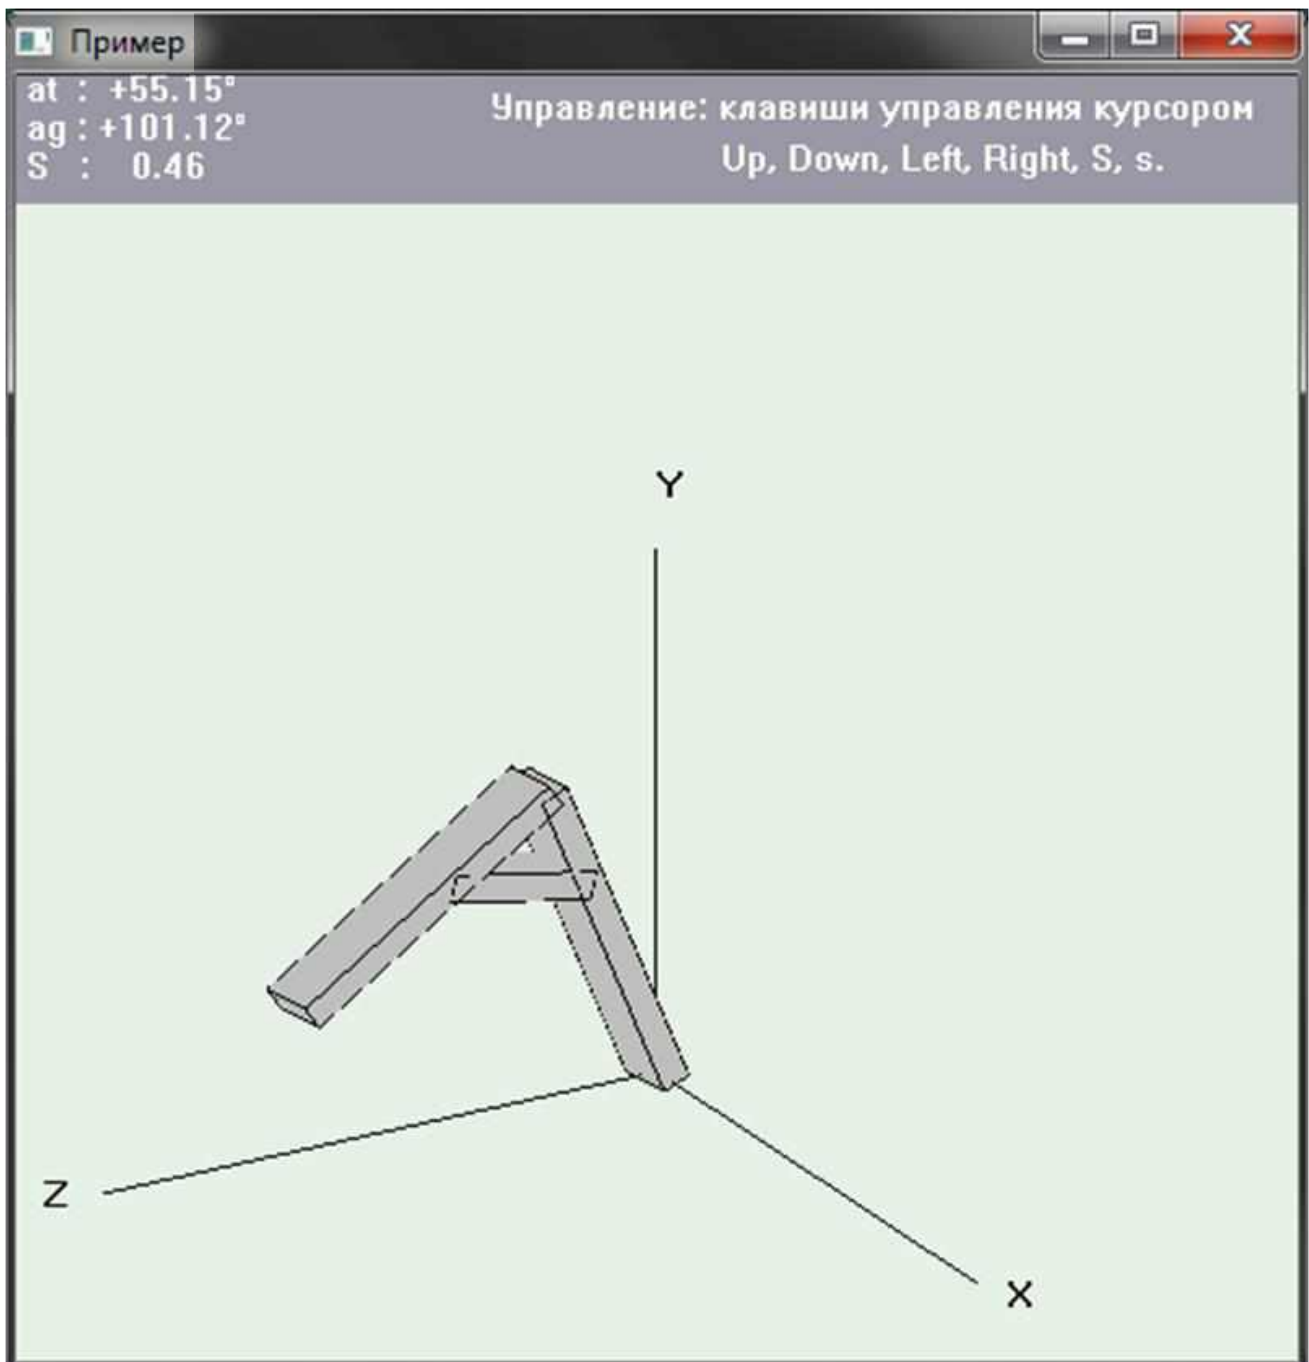 Пример
at : +55.15°
ag : +101.12°
S : 0.46
Управление: клавиши управления курсором
Up, Down, Left, Right, S, s.
Y
Z
X